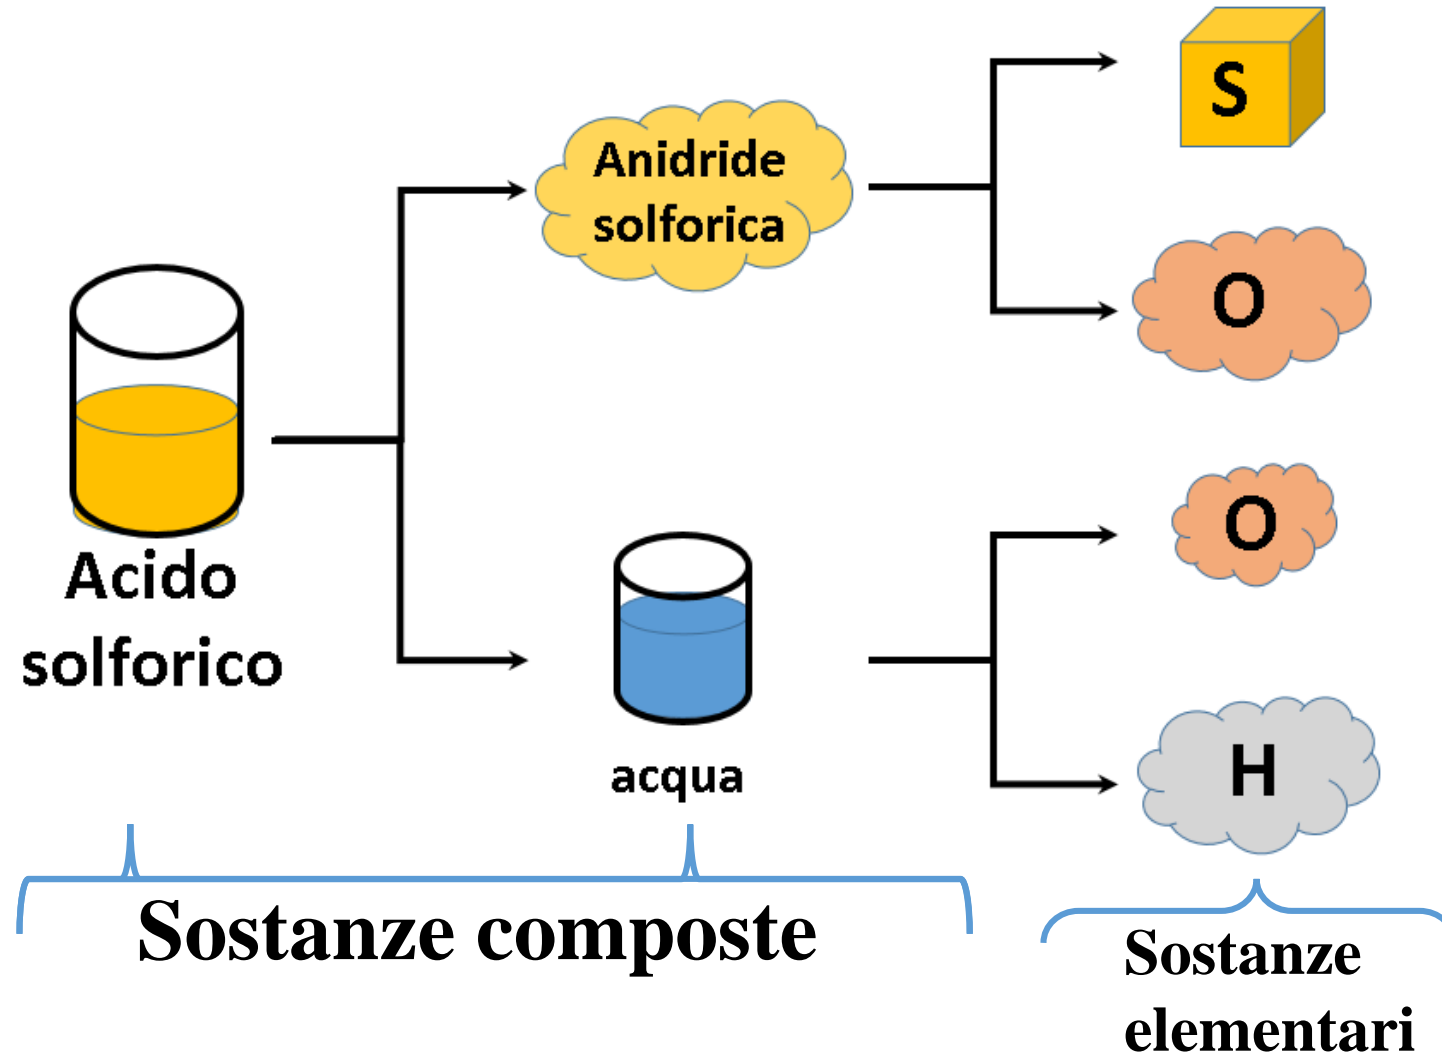 S
Anidride
solforica
O
O
Acido
solforico
acqua
H
Sostanze composte
Sostanze
elementari